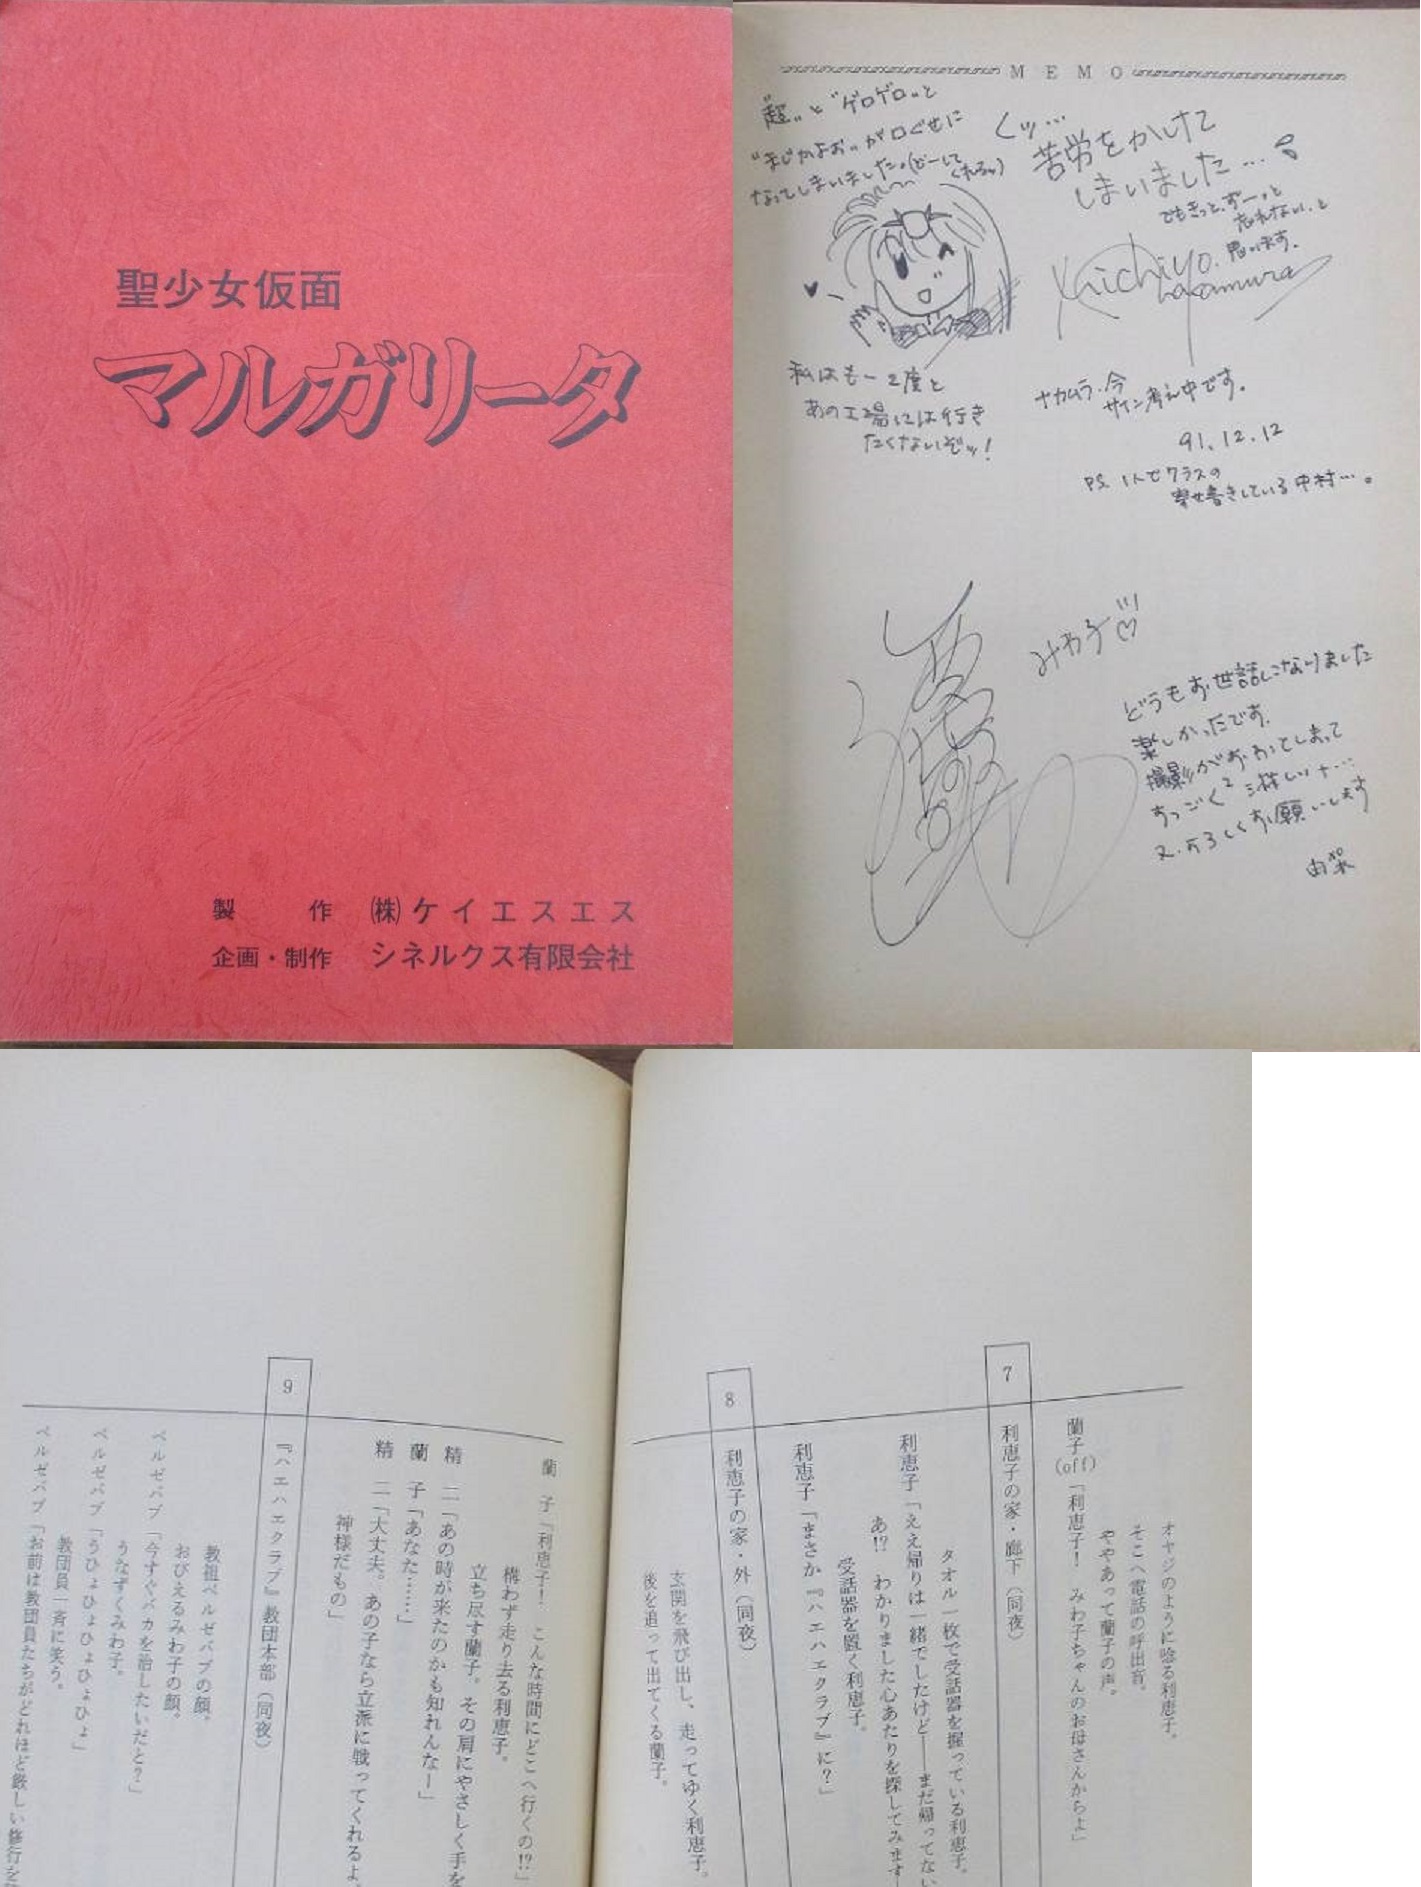 聖少女仮面
マルガリータ
製作 ㈱ケイエスエス
企画・制作 シネルクス有限会社
MEMO
"超"と"ゲロゲロ"と
"まじかよお"が口ぐせに
なってしまいました。(どーして
くれるッ)
くッ…
苦労をかけて
しまいました…
でもきっと、ずーっと
忘れない、と
思います。
私はも一2度と
あの工場には行き
たくないぞッ!
ナカムラ・今
サイン考え中です。
91.12.12
PS. 1人でクラスの
寄せ書きしている中村…。
みわ子♡
どうもお世話になりました
楽しかったです。
撮影がおわってしまって
すっごく²淋しいナ…
又、よろしくお願いします
オヤジのように唸る利恵子。
そこへ電話の呼出音。
ややあって蘭子の声。
蘭子(off)「利恵子! みわ子ちゃんのお母さんからよ」
7 利恵子の家・廊下(同夜)
タオル一枚で受話器を握っている利恵子。
利恵子「ええ帰りは一緒でしたけど——まだ帰ってない
あ!? わかりました心あたりを探してみます
受話器を置く利恵子。
利恵子「まさか『ハエハエクラブ』に?」
8 利恵子の家・外(同夜)
玄関を飛び出し、走ってゆく利恵子。
後を追って出てくる蘭子。
蘭子「利恵子! こんな時間にどこへ行くの!?」
構わず走り去る利恵子。
立ち尽す蘭子。その肩にやさしく手を
精二「あの時が来たのかも知れんなー」
蘭子「あなた……」
精二「大丈夫。あの子なら立派に戦ってくれるよ。
神様だもの」
9 『ハエハエクラブ』教団本部(同夜)
教祖ベルゼバブの顔。
おびえるみわ子の顔。
ベルゼバブ「今すぐバカを治したいだと?」
うなずくみわ子。
ベルゼバブ「うひょひょひょひょひょ」
教団員一斉に笑う。
ベルゼバブ「お前は教団員たちがどれほど厳しい修行を